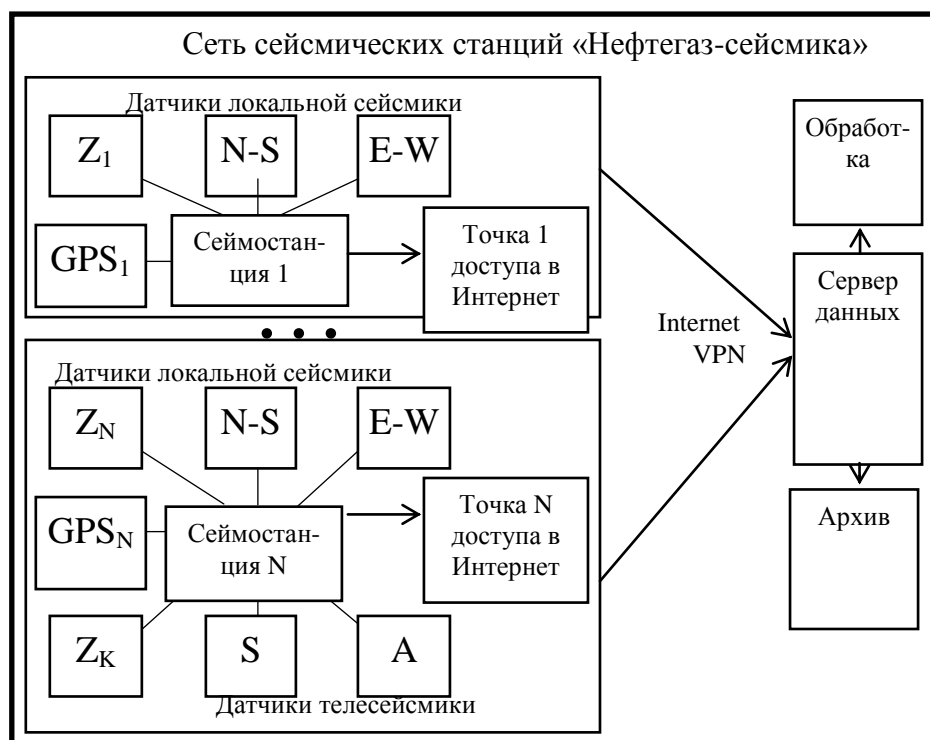 Сеть сейсмических станций «Нефтегаз-сейсмика»
Датчики локальной сейсмики
Z1
N-S
E-W
GPS1
Сеймостан-
ция 1
Точка 1
доступа в
Интернет
Датчики локальной сейсмики
ZN
N-S
E-W
GPSN
Сеймостан-
ция N
Точка N
доступа в
Интернет
ZK
S
A
Датчики телесейсмики
Internet
VPN
Обработ-
ка
Сервер
данных
Архив